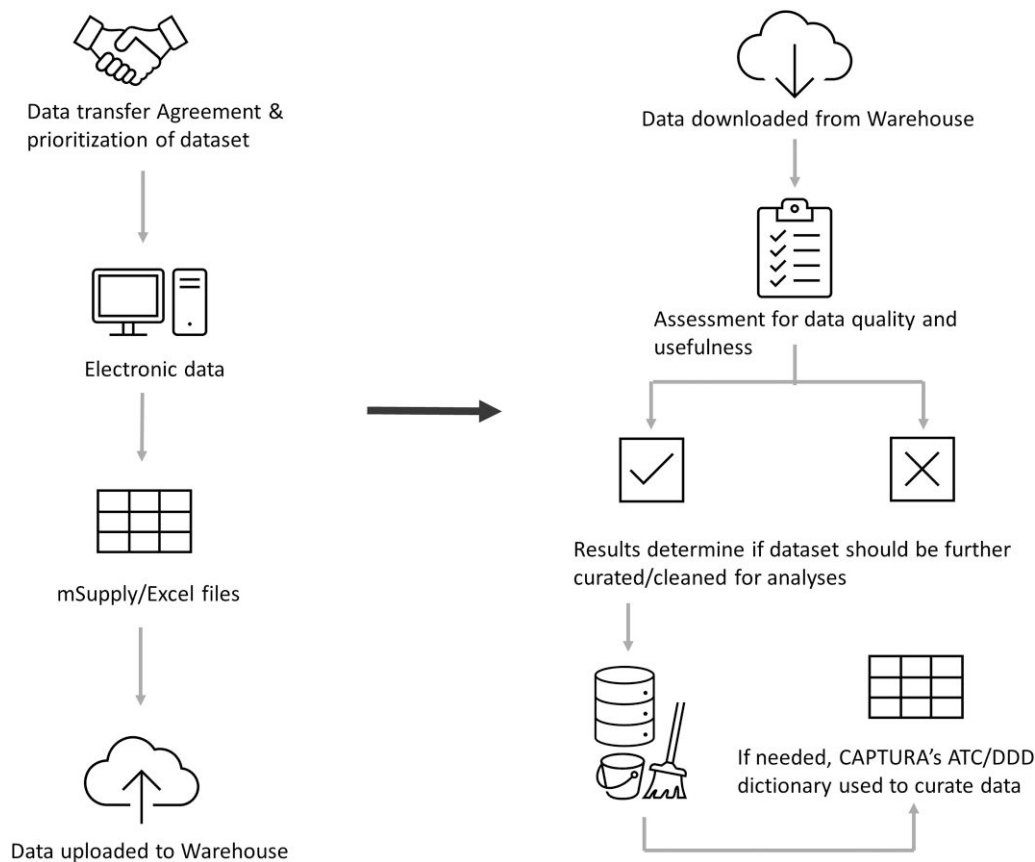 Data transfer Agreement &
prioritization of dataset
Electronic data
mSupply/Excel files
Data uploaded to Warehouse
Data downloaded from Warehouse
Assessment for data quality and
usefulness
Results determine if dataset should be further
curated/cleaned for analyses
If needed, CAPTURA’s ATC/DDD
dictionary used to curate data